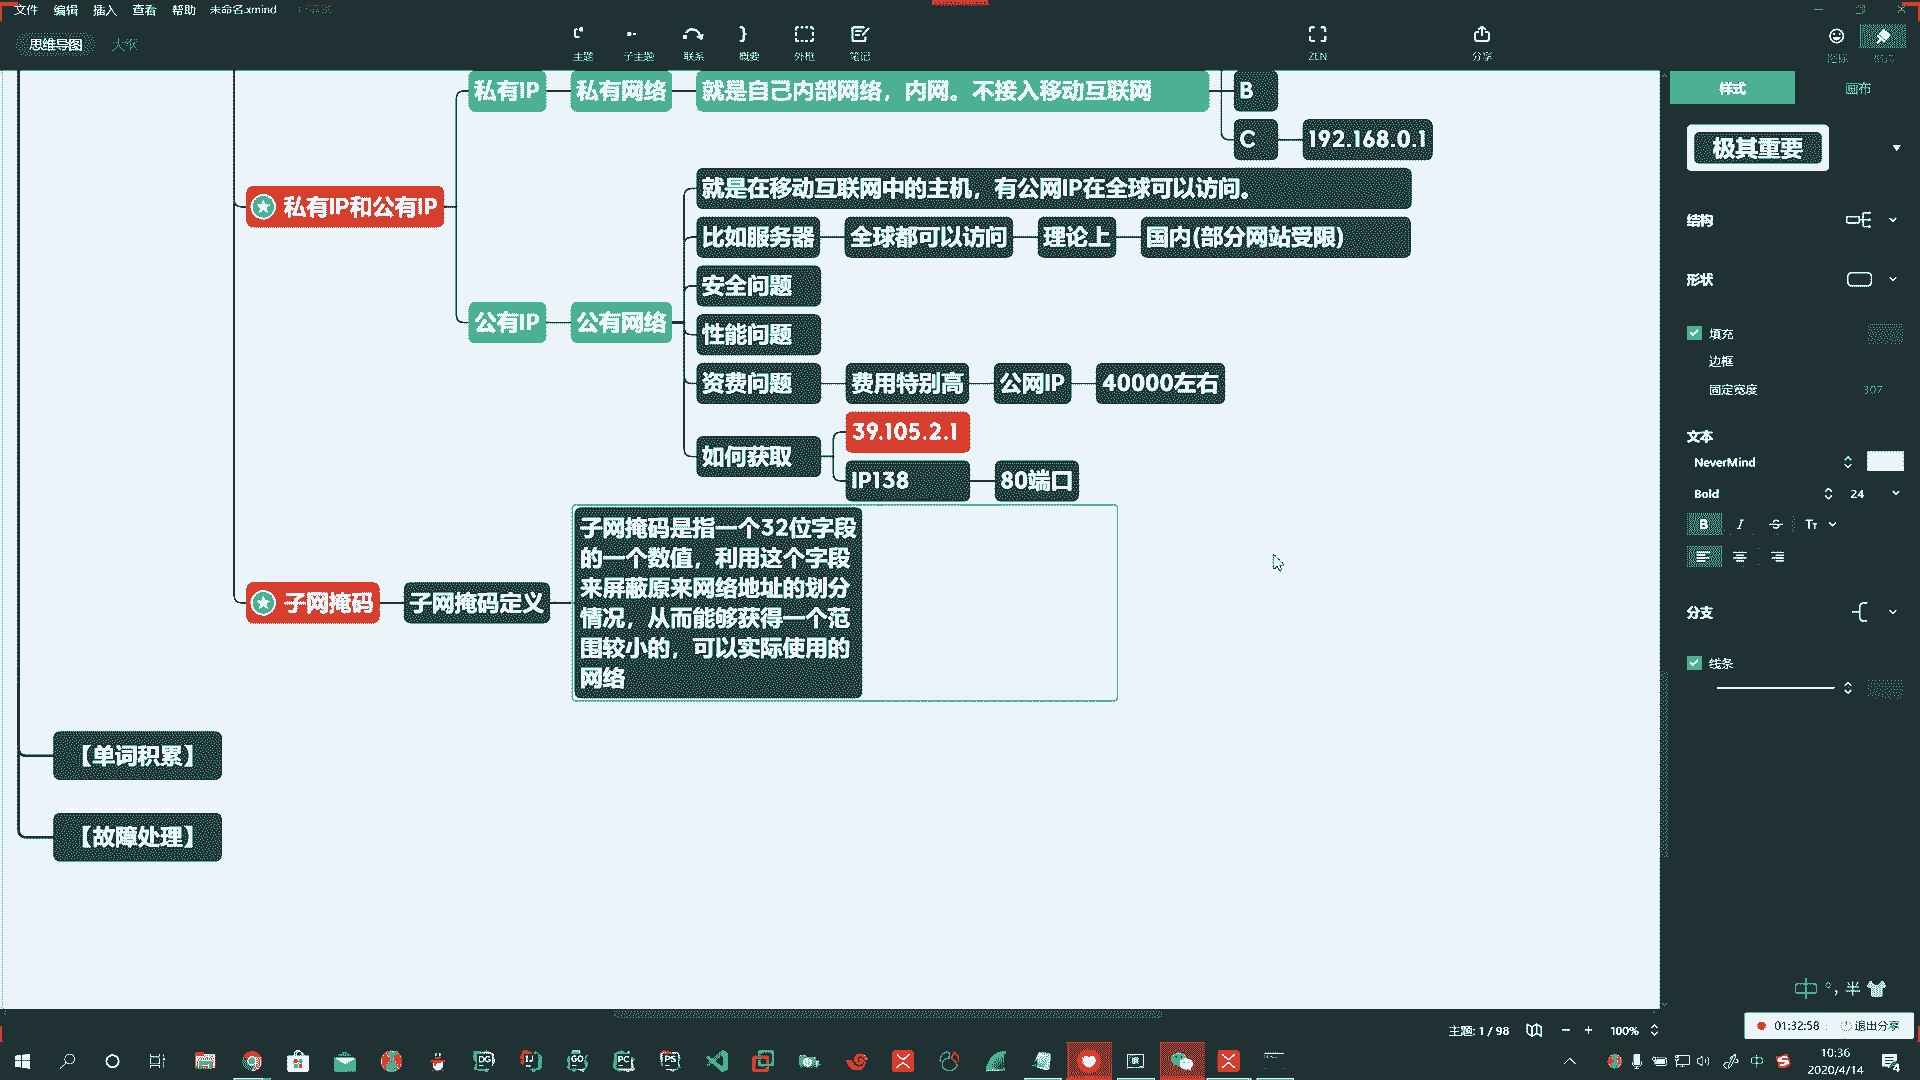 文件 编辑 插入 查看 帮助 未命名.xmind
思维导图 大纲
主题 子主题 联系 概要 外框 笔记 ZEN 分享
样式 画布
私有IP 私有网络 就是自己内部网络，内网。不接入移动互联网 B
C 192.168.0.1
极其重要
私有IP和公有IP
就是在移动互联网中的主机，有公网IP在全球可以访问。
比如服务器 全球都可以访问 理论上 国内(部分网站受限)
安全问题
公有IP 公有网络
性能问题
资费问题 费用特别高 公网IP 40000左右
如何获取
39.105.2.1
IP138 80端口
子网掩码 子网掩码定义
子网掩码是指一个32位字段
的一个数值，利用这个字段
来屏蔽原来网络地址的划分
情况，从而能够获得一个范
围较小的，可以实际使用的
网络
【单词积累】
【故障处理】
结构
形状
填充
边框
固定宽度 307
文本
NeverMind
Bold 24
B I S Tт
分支
线条
中 °, 半
主题: 1 / 98 100%
01:32:58 退出分享
DG IJ GO PC PS
中 S
10:36
2020/4/14
4